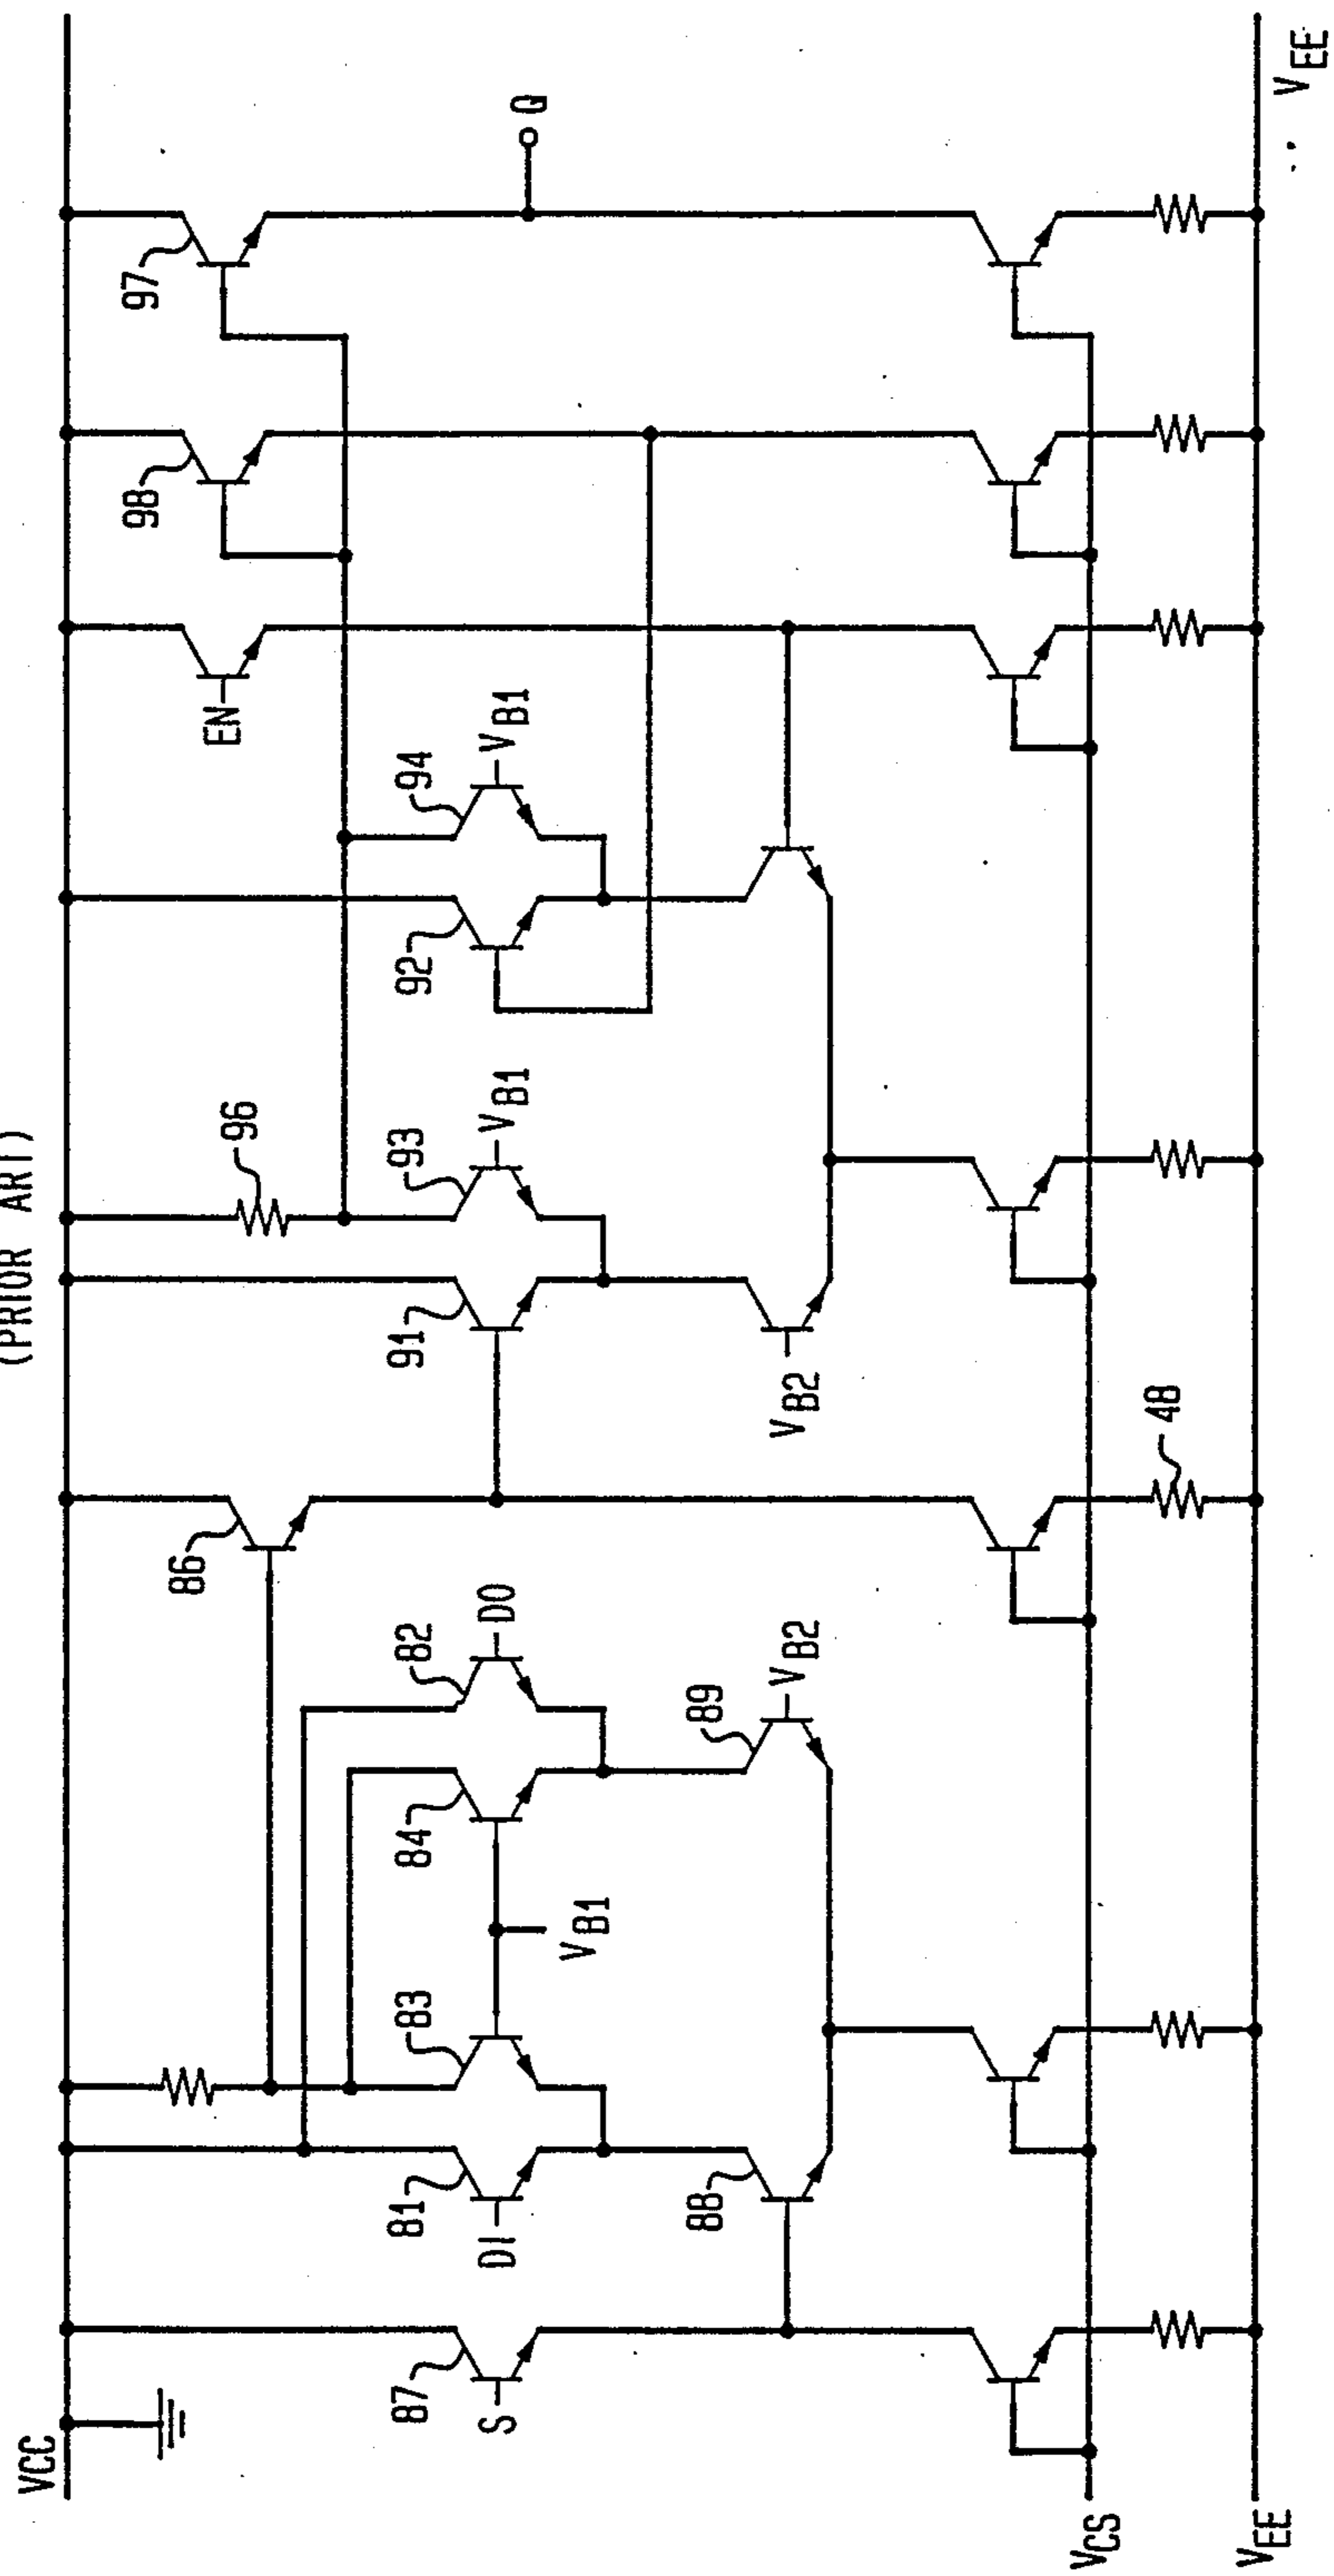 (PRIOR ART)
VCC
87
S
81
DI
83
VB1
84
82
D0
88
89
VB2
86
48
91
VB2
96
93
VB1
92
94
VB1
EN
98
97
Q
VCS
VEE
VEE